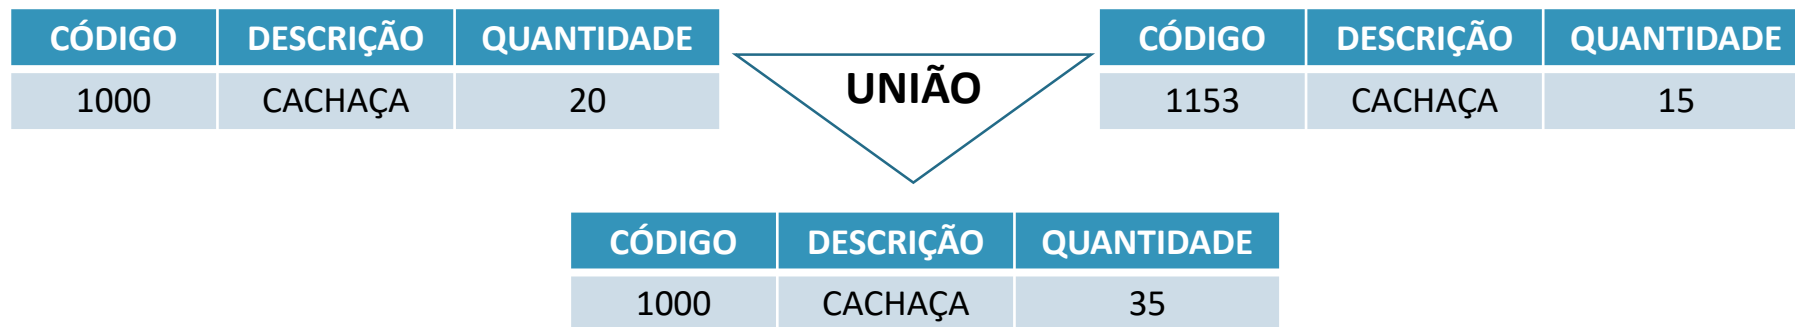 CÓDIGO DESCRIÇÃO QUANTIDADE
1000 CACHAÇA 20
UNIÃO
CÓDIGO DESCRIÇÃO QUANTIDADE
1153 CACHAÇA 15
CÓDIGO DESCRIÇÃO QUANTIDADE
1000 CACHAÇA 35